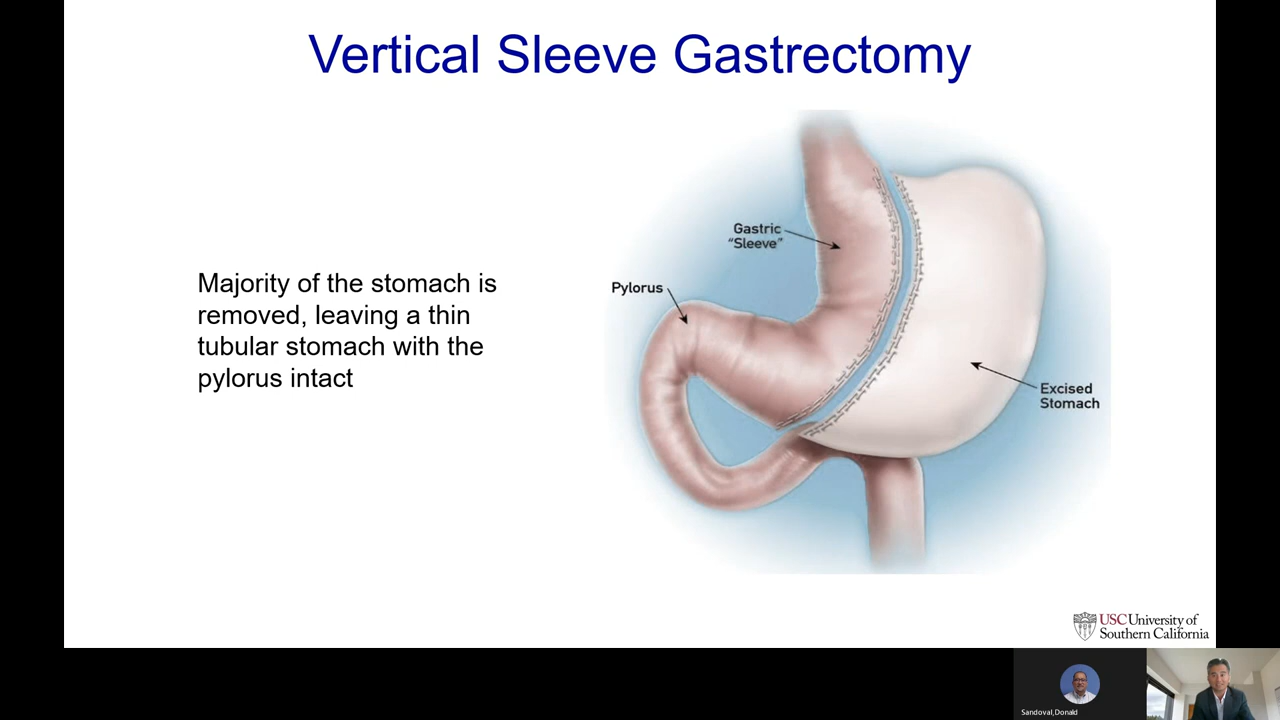 Vertical Sleeve Gastrectomy
Gastric
“Sleeve”
Pylorus
Majority of the stomach is
removed, leaving a thin
tubular stomach with the
pylorus intact
Excised
Stomach
USC University of
Southern California
Sandoval,Donald